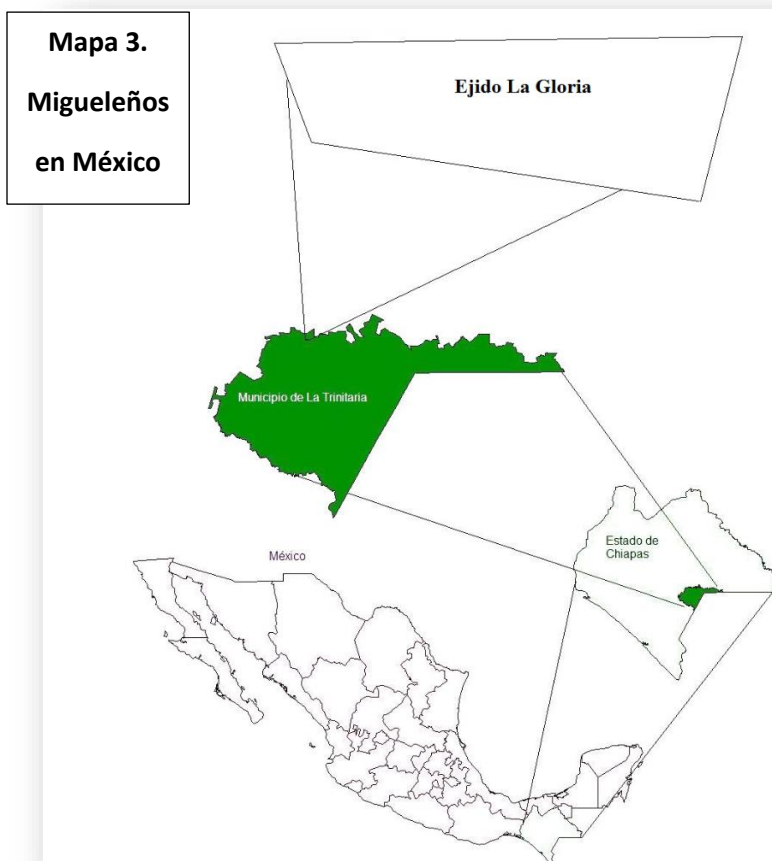 Mapa 3.
Migueleños
en México
Ejido La Gloria
Municipio de La Trinitaria
Estado de
Chiapas
México